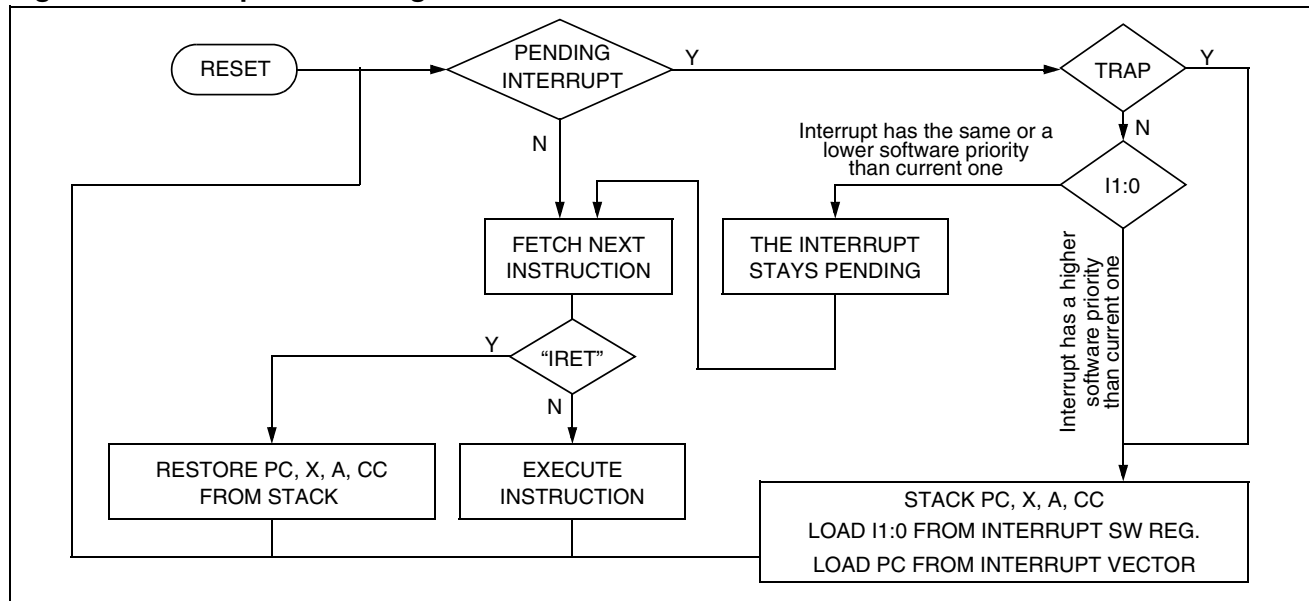 RESET
PENDING
INTERRUPT
Y
TRAP
Y
N
N
Interrupt has the same or a
lower software priority
than current one
I1:0
FETCH NEXT
INSTRUCTION
THE INTERRUPT
STAYS PENDING
Interrupt has a higher
software priority
than current one
Y
“IRET”
N
RESTORE PC, X, A, CC
FROM STACK
EXECUTE
INSTRUCTION
STACK PC, X, A, CC
LOAD I1:0 FROM INTERRUPT SW REG.
LOAD PC FROM INTERRUPT VECTOR